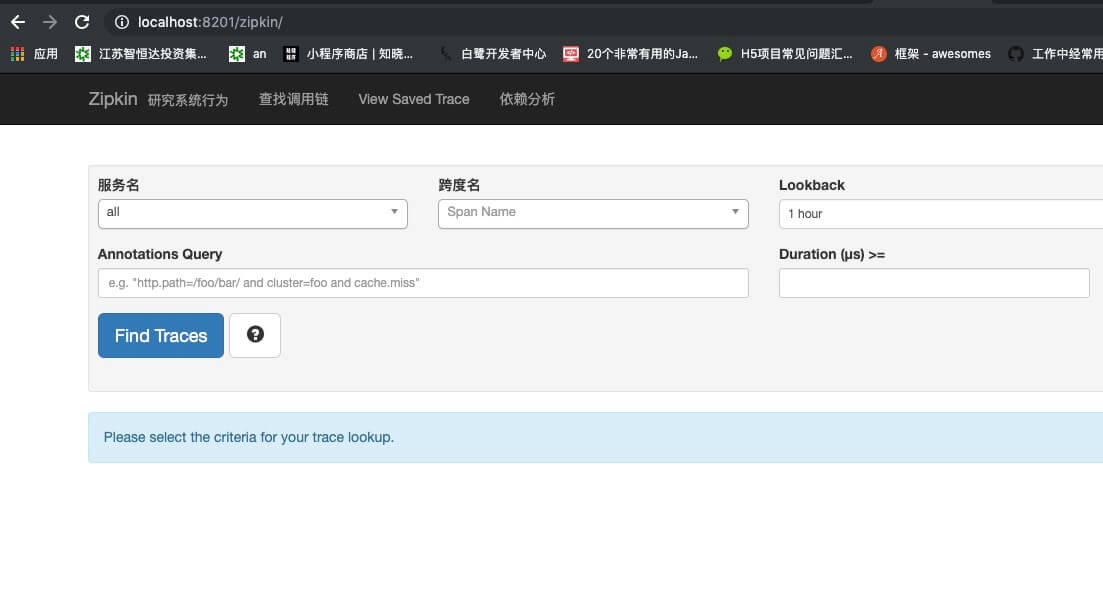 localhost:8201/zipkin/
应用 江苏智恒达投资集... an 小程序商店 | 知晓... 白鹭开发者中心 20个非常有用的Ja... H5项目常见问题汇... 框架 - awesomes 工作中经常用
Zipkin 研究系统行为 查找调用链 View Saved Trace 依赖分析
服务名 跨度名 Lookback
all Span Name 1 hour
Annotations Query Duration (μs) >=
e.g. "http.path=/foo/bar/ and cluster=foo and cache.miss"
Find Traces
Please select the criteria for your trace lookup.